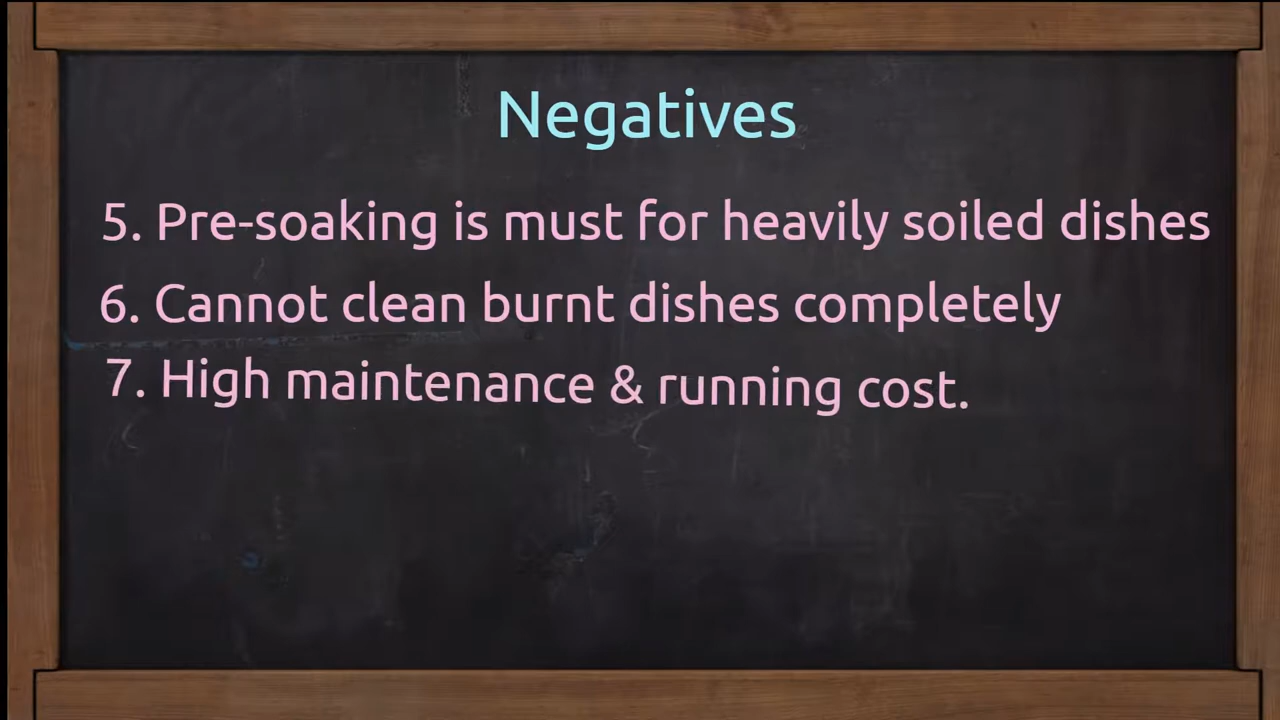 Negatives
5. Pre-soaking is must for heavily soiled dishes
6. Cannot clean burnt dishes completely
7. High maintenance & running cost.